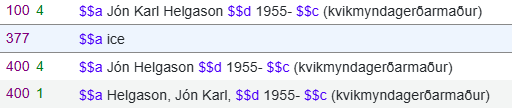 100 4 $$a Jón Karl Helgason $$d 1955- $$c (kvikmyndagerðarmaður)
377 $$a ice
400 4 $$a Jón Helgason $$d 1955- $$c (kvikmyndagerðarmaður)
400 1 $$a Helgason, Jón Karl, $$d 1955- $$c (kvikmyndagerðarmaður)